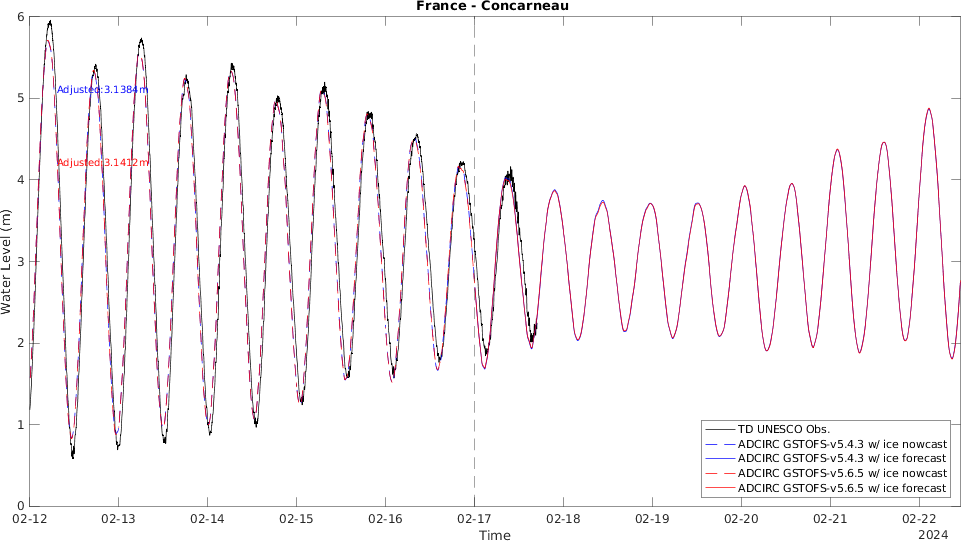 France - Concarneau
6
5
4
3
2
1
0
Water Level (m)
Adjusted:3.1384m
Adjusted:3.1412m
TD UNESCO Obs.
ADCIRC GSTOFS-v5.4.3 w/ ice nowcast
ADCIRC GSTOFS-v5.4.3 w/ ice forecast
ADCIRC GSTOFS-v5.6.5 w/ ice nowcast
ADCIRC GSTOFS-v5.6.5 w/ ice forecast
02-12 02-13 02-14 02-15 02-16 02-17 02-18 02-19 02-20 02-21 02-22
Time
2024